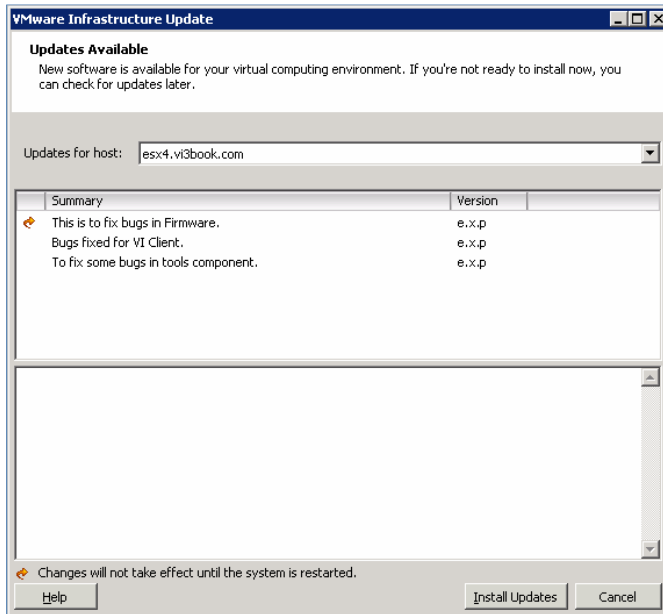 VMware Infrastructure Update
Updates Available
New software is available for your virtual computing environment. If you're not ready to install now, you
can check for updates later.
Updates for host: esx4.vi3book.com
Summary Version
This is to fix bugs in Firmware. e.x.p
Bugs fixed for VI Client. e.x.p
To fix some bugs in tools component. e.x.p
Changes will not take effect until the system is restarted.
Help Install Updates Cancel